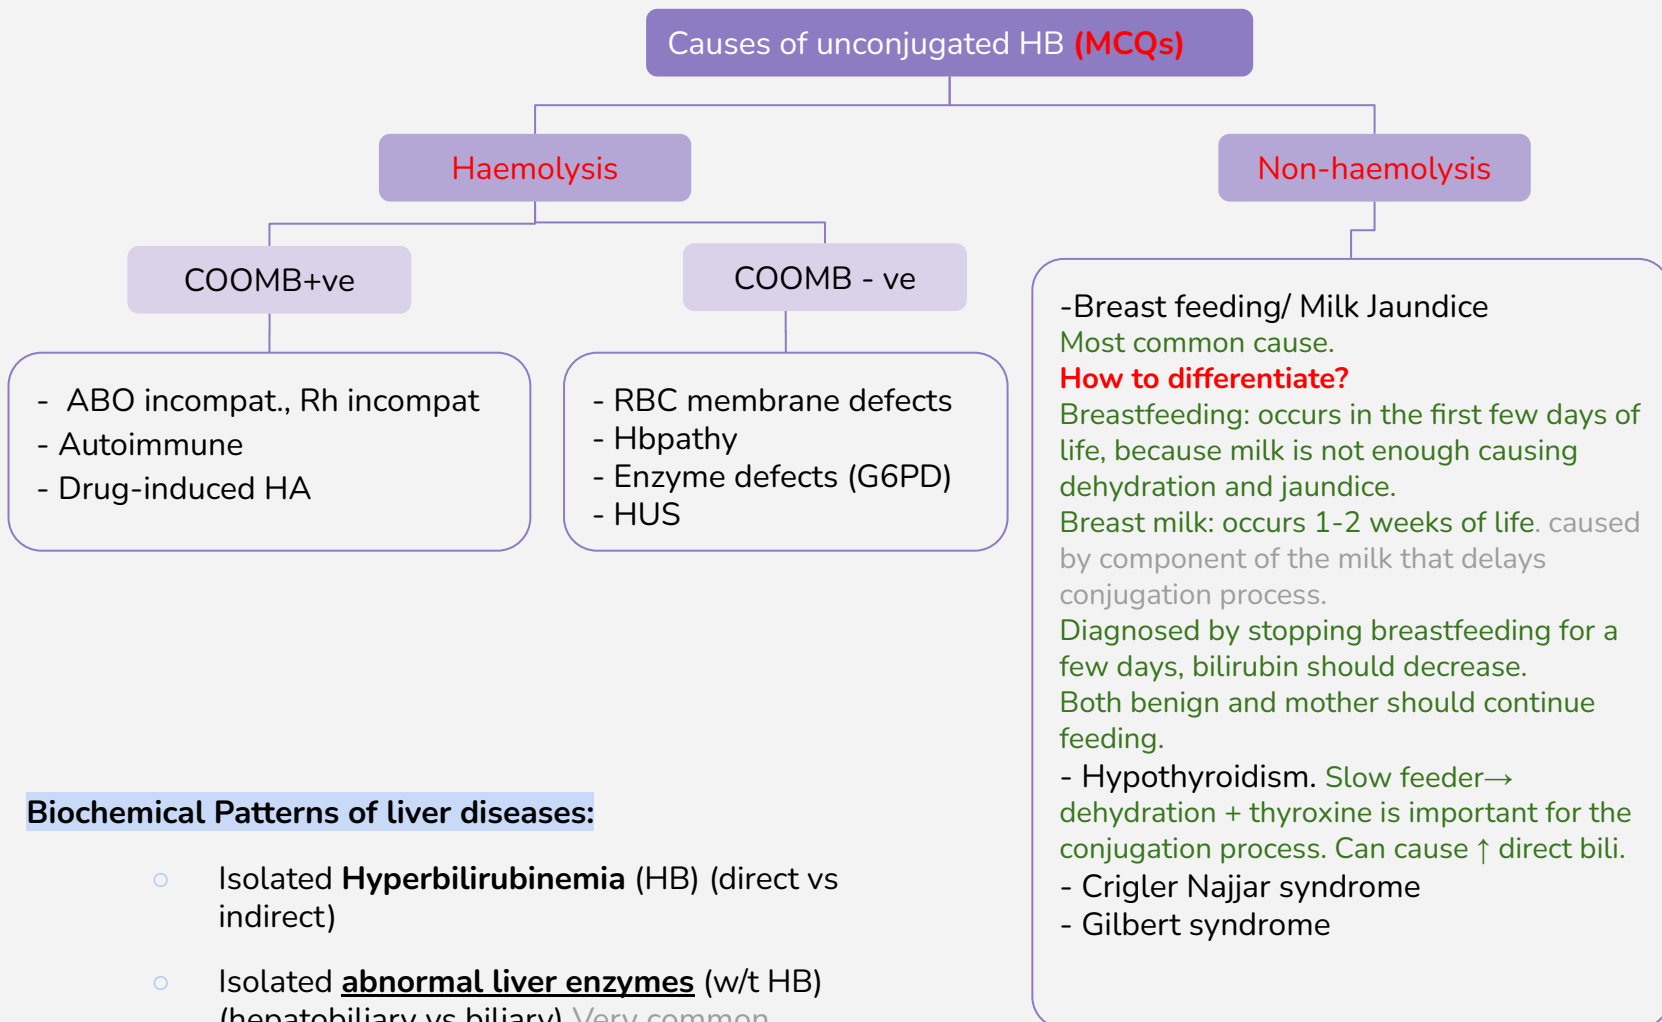 Causes of unconjugated HB (MCQs)
Haemolysis
Non-haemolysis
COOMB+ve
COOMB - ve
- ABO incompat., Rh incompat
- Autoimmune
- Drug-induced HA
- RBC membrane defects
- Hbpathy
- Enzyme defects (G6PD)
- HUS
-Breast feeding/ Milk Jaundice
Most common cause.
How to differentiate?
Breastfeeding: occurs in the first few days of
life, because milk is not enough causing
dehydration and jaundice.
Breast milk: occurs 1-2 weeks of life. caused
by component of the milk that delays
conjugation process.
Diagnosed by stopping breastfeeding for a
few days, bilirubin should decrease.
Both benign and mother should continue
feeding.
- Hypothyroidism. Slow feeder→
dehydration + thyroxine is important for the
conjugation process. Can cause ↑ direct bili.
- Crigler Najjar syndrome
- Gilbert syndrome
Biochemical Patterns of liver diseases:
○ Isolated Hyperbilirubinemia (HB) (direct vs
indirect)
○ Isolated abnormal liver enzymes (w/t HB)
(hepatobiliary vs biliary) Very common